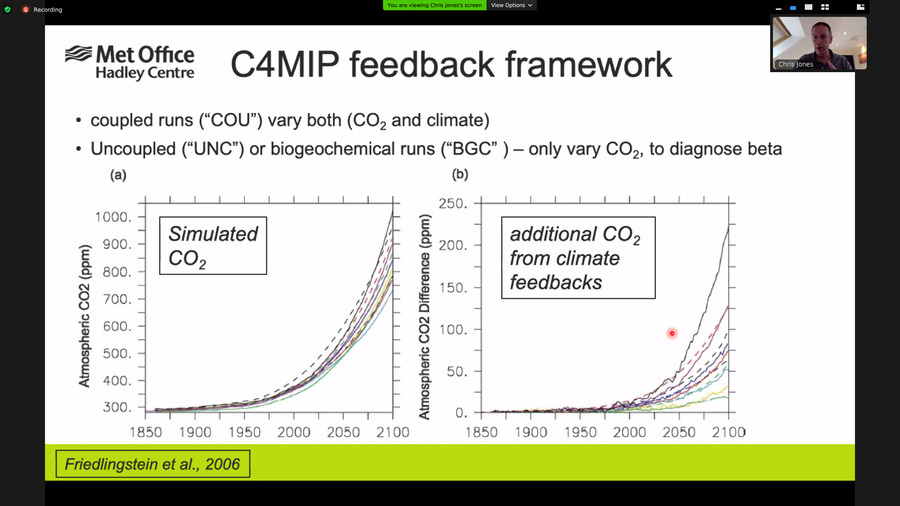 Recording
You are viewing Chris Jones's screen
View Options
Chris Jones
Met Office
Hadley Centre
C4MIP feedback framework
• coupled runs (“COU”) vary both (CO₂ and climate)
• Uncoupled (“UNC”) or biogeochemical runs (“BGC” ) – only vary CO₂, to diagnose beta
(a)
Simulated
CO₂
Atmospheric CO2 (ppm)
1000.
900.
800.
700.
600.
500.
400.
300.
1850 1900 1950 2000 2050 2100
(b)
additional CO₂
from climate
feedbacks
Atmospheric CO2 Difference (ppm)
250.
200.
150.
100.
50.
0.
1850 1900 1950 2000 2050 2100
Friedlingstein et al., 2006